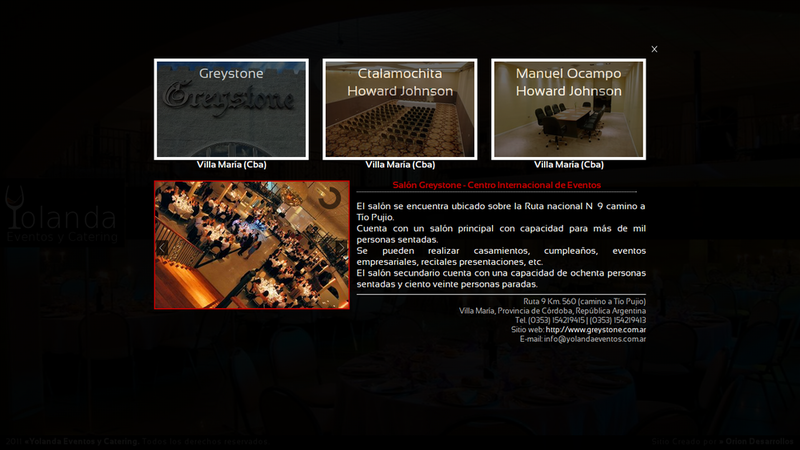 X
Greystone
Ctalamochita
Howard Johnson
Manuel Ocampo
Howard Johnson
Greystone
Villa María (Cba)
Villa María (Cba)
Villa María (Cba)
Salón Greystone - Centro Internacional de Eventos
El salón se encuentra ubicado sobre la Ruta nacional N 9 camino a
Tío Pujio.
Cuenta con un salón principal con capacidad para más de mil
personas sentadas.
Se pueden realizar casamientos, cumpleaños, eventos
empresariales, recitales presentaciones, etc.
El salón secundario cuenta con una capacidad de ochenta personas
sentadas y ciento veinte personas paradas.
Ruta 9 Km. 560 (camino a Tío Pujio)
Villa María, Provincia de Córdoba, República Argentina
Tel. (0353) 154219415 | (0353) 154219413
Sitio web: http://www.greystone.com.ar
E-mail: info@yolandaeventos.com.ar
Yolanda
Eventos y Catering
2011 Yolanda Eventos y Catering. Todos los derechos reservados
Sitio Creado por Orion Desarrollos